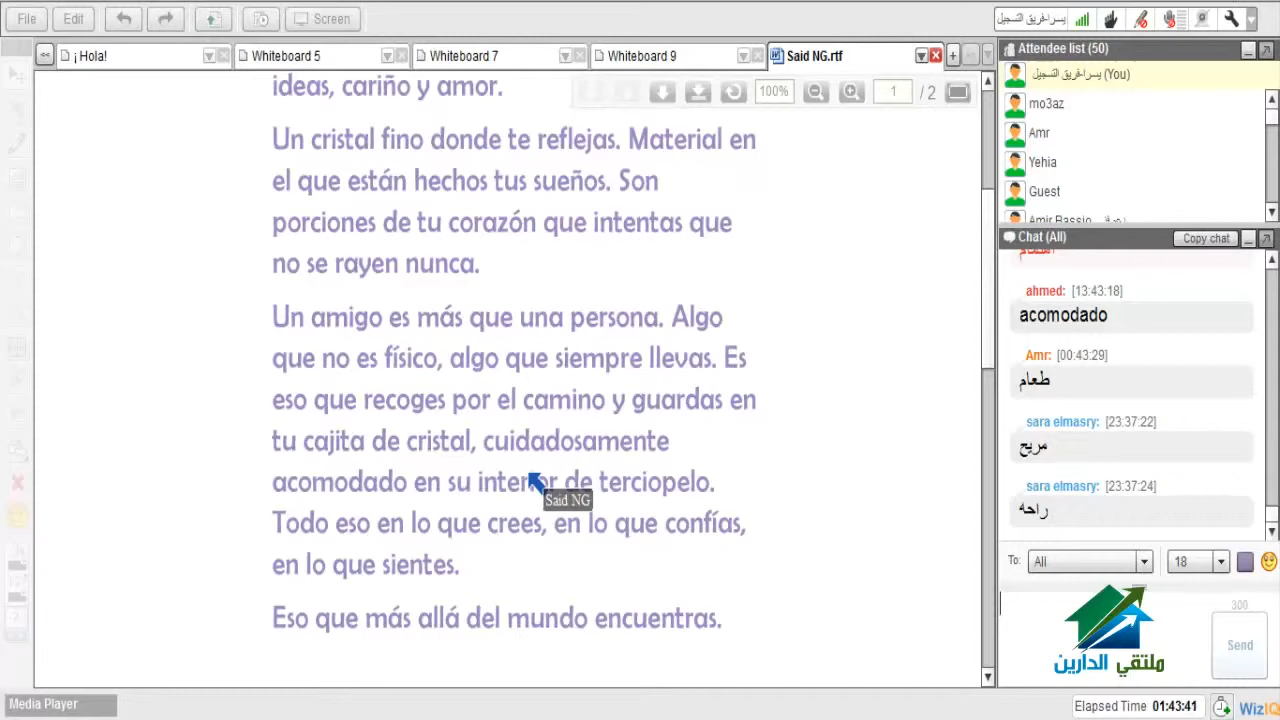 File
Edit
Screen
يسرا-فريق التسجيل
¡ Hola!
Whiteboard 5
Whiteboard 7
Whiteboard 9
Said NG.rtf
100%
1
/ 2
ideas, cariño y amor.
Un cristal fino donde te reflejas. Material en
el que están hechos tus sueños. Son
porciones de tu corazón que intentas que
no se rayen nunca.
Un amigo es más que una persona. Algo
que no es físico, algo que siempre llevas. Es
eso que recoges por el camino y guardas en
tu cajita de cristal, cuidadosamente
acomodado en su interior de terciopelo.
Said NG
Todo eso en lo que crees, en lo que confías,
en lo que sientes.
Eso que más allá del mundo encuentras.
Attendee list (50)
يسرا-فريق التسجيل (You)
mo3az
Amr
Yehia
Guest
Chat (All)
Copy chat
ahmed: [13:43:18]
acomodado
Amr: [00:43:29]
طعام
sara elmasry: [23:37:22]
مريح
sara elmasry: [23:37:24]
راحه
To:
All
18
300
Send
ملتقي الدارين
Media Player
Elapsed Time 01:43:41
WizIQ